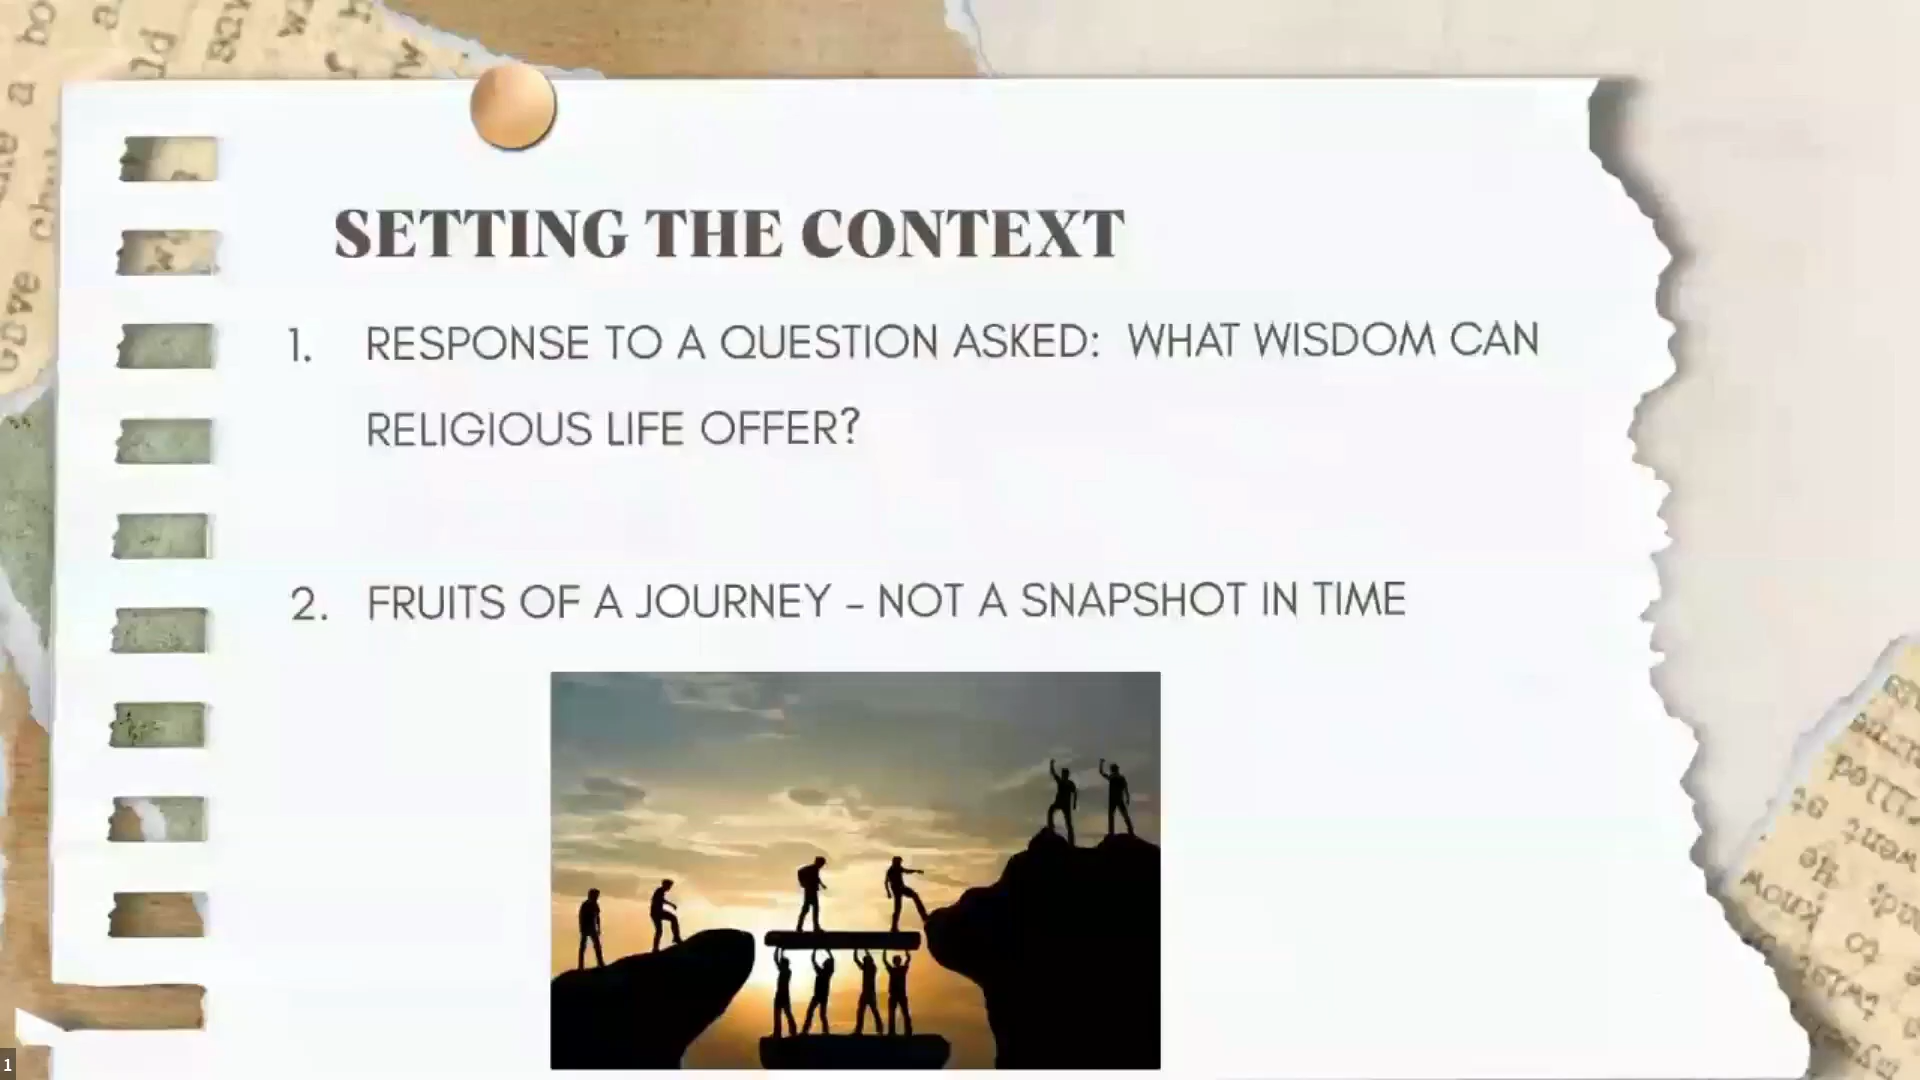 SETTING THE CONTEXT
1. RESPONSE TO A QUESTION ASKED: WHAT WISDOM CAN
RELIGIOUS LIFE OFFER?
2. FRUITS OF A JOURNEY – NOT A SNAPSHOT IN TIME
1